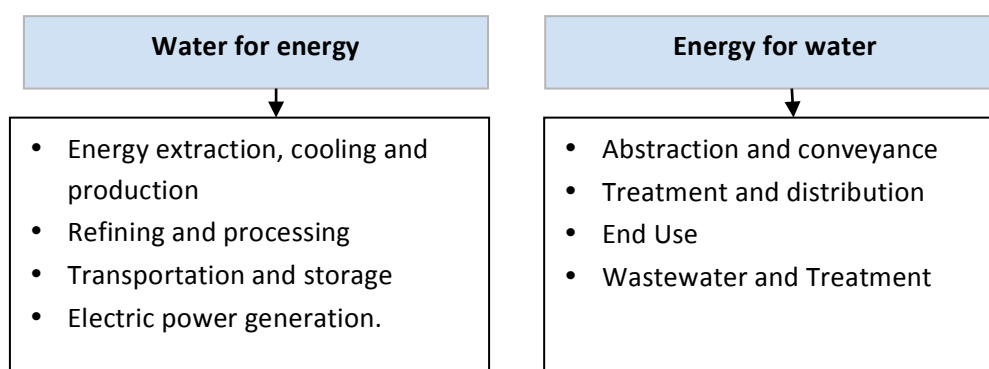 Water for energy
• Energy extraction, cooling and
production
• Refining and processing
• Transportation and storage
• Electric power generation.
Energy for water
• Abstraction and conveyance
• Treatment and distribution
• End Use
• Wastewater and Treatment